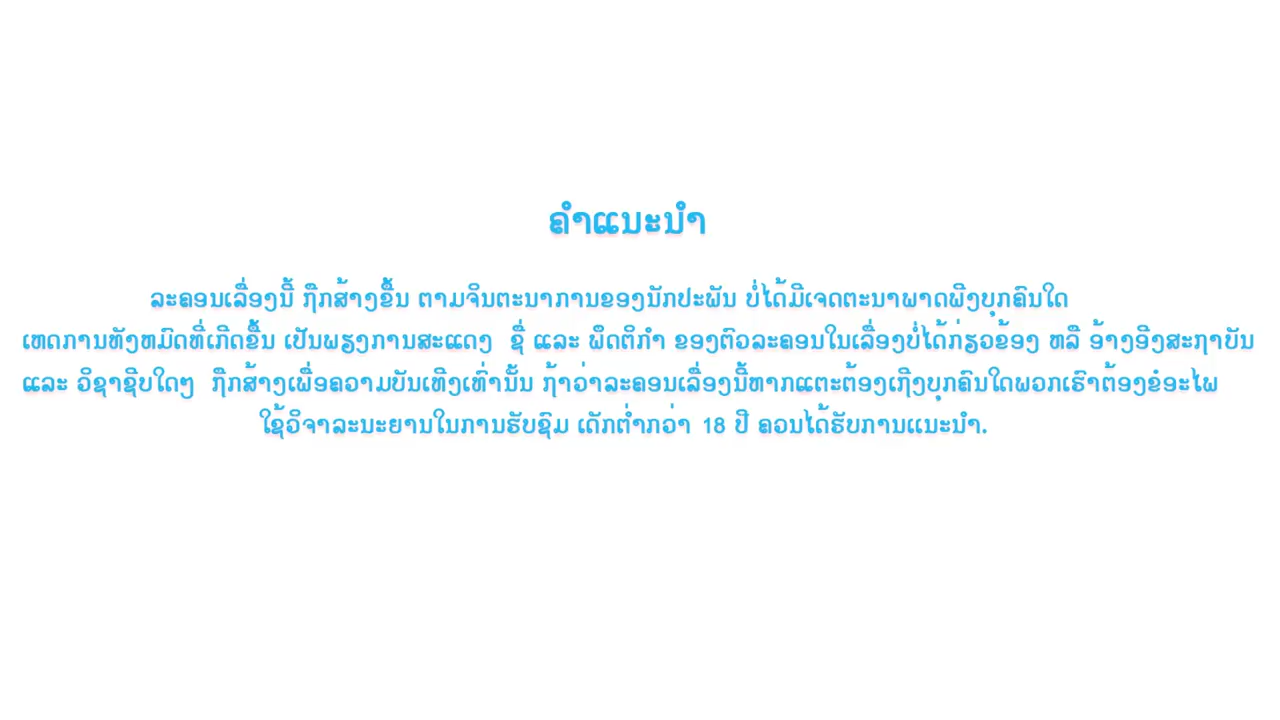 ຄຳແນະນຳ
ລະຄອນເລື່ອງນີ້ ຖືກສ້າງຂື້ນ ຕາມຈິນຕະນາການຂອງນັກປະພັນ ບໍ່ໄດ້ມີເຈດຕະນາພາດພີງບຸກຄົນໃດ
ເຫດການທັງຫມົດທີ່ເກີດຂື້ນ ເປັນພຽງການສະແດງ ຊື່ ແລະ ພຶດຕິກຳ ຂອງຕົວລະຄອນໃນເລື່ອງບໍ່ໄດ້ກ່ຽວຂ້ອງ ຫລື ອ້າງອີງສະຖາບັນ
ແລະ ວິຊາຊີບໃດໆ ຖືກສ້າງເພື່ອຄວາມບັນເທີງເທົ່ານັ້ນ ຖ້າວ່າລະຄອນເລື່ອງນີ້ຫາກແຕະຕ້ອງເຖີງບຸກຄົນໃດພວກເຮົາຕ້ອງຂໍອະໄພ
ໃຊ້ວິຈາລະນະຍານໃນການຮັບຊົມ ເດັກຕ່ຳກວ່າ 18 ປີ ຄວນໄດ້ຮັບການແນະນຳ.